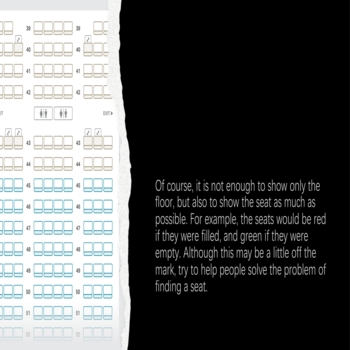 39 39
40 40
41 41
42 42
EXIT
43 43
44 44
45 45
46 46
47 47
48 48
49 49
50 50
51 51
Of course, it is not enough to show only the
floor, but also to show the seat as much as
possible. For example, the seats would be red
if they were filled, and green if they were
empty. Although this may be a little off the
mark, try to help people solve the problem of
finding a seat.